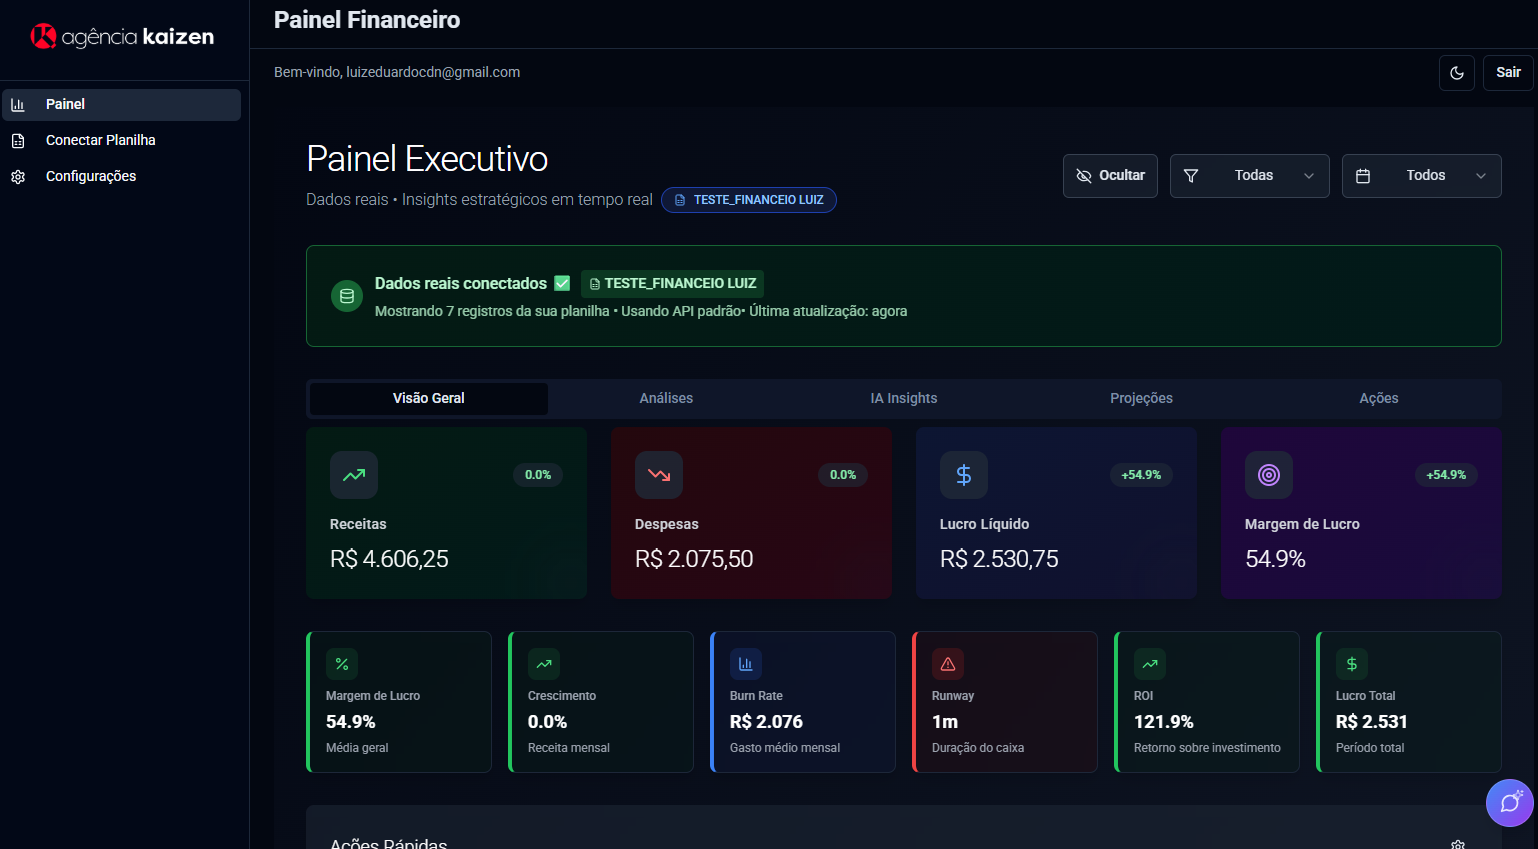 agência kaizen
Painel Financeiro
Bem-vindo, luizeduardocdn@gmail.com
Sair
Painel
Conectar Planilha
Configurações
Painel Executivo
Dados reais • Insights estratégicos em tempo real
TESTE_FINANCEIO LUIZ
Ocultar
Todas
Todos
Dados reais conectados ✅ TESTE_FINANCEIO LUIZ
Mostrando 7 registros da sua planilha • Usando API padrão• Última atualização: agora
Visão Geral
Análises
IA Insights
Projeções
Ações
0.0%
Receitas
R$ 4.606,25
0.0%
Despesas
R$ 2.075,50
+54.9%
Lucro Líquido
R$ 2.530,75
+54.9%
Margem de Lucro
54.9%
Margem de Lucro
54.9%
Média geral
Crescimento
0.0%
Receita mensal
Burn Rate
R$ 2.076
Gasto médio mensal
Runway
1m
Duração do caixa
ROI
121.9%
Retorno sobre investimento
Lucro Total
R$ 2.531
Período total
Ações Rápidas